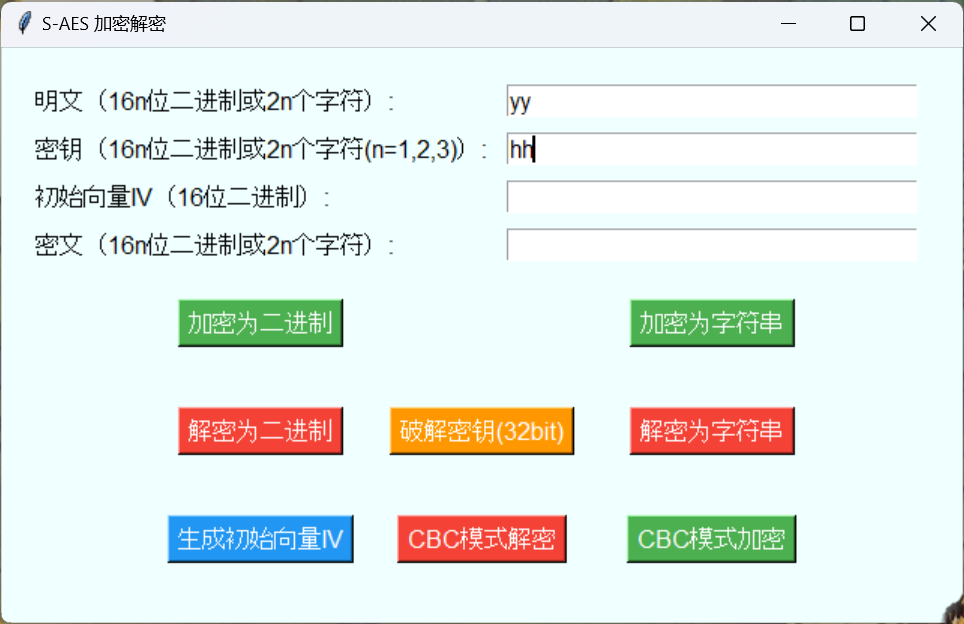 S-AES 加密解密
明文（16n位二进制或2n个字符）: yy
密钥（16n位二进制或2n个字符(n=1,2,3)）: hh
初始向量IV（16位二进制）:
密文（16n位二进制或2n个字符）:
加密为二进制 加密为字符串
解密为二进制 破解密钥(32bit) 解密为字符串
生成初始向量IV CBC模式解密 CBC模式加密